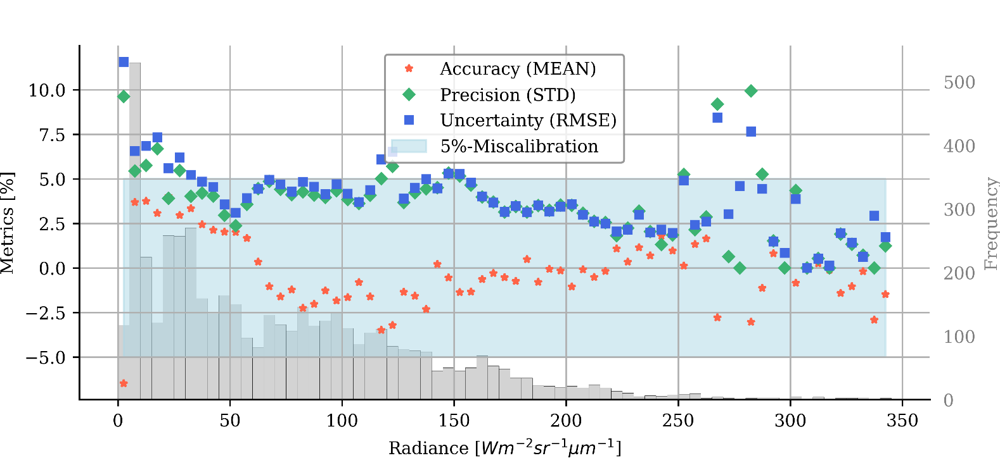 Accuracy (MEAN)
Precision (STD)
Uncertainty (RMSE)
5%-Miscalibration
Metrics [%]
10.0
7.5
5.0
2.5
0.0
−2.5
−5.0
Frequency
500
400
300
200
100
0
0 50 100 150 200 250 300 350
Radiance [Wm⁻²sr⁻¹μm⁻¹]